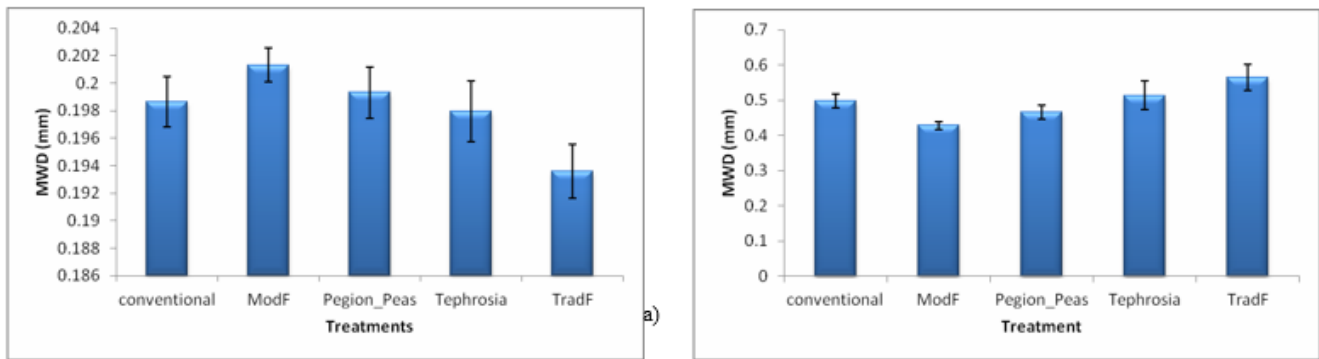 0.204
0.202
0.2
0.198
0.196
0.194
0.192
0.19
0.188
0.186
MWD (mm)
conventional ModF Pegion_Peas Tephrosia TradF
Treatments
a)
0.7
0.6
0.5
0.4
0.3
0.2
0.1
0
MWD (mm)
conventional ModF Pegion_Peas Tephrosia TradF
Treatment